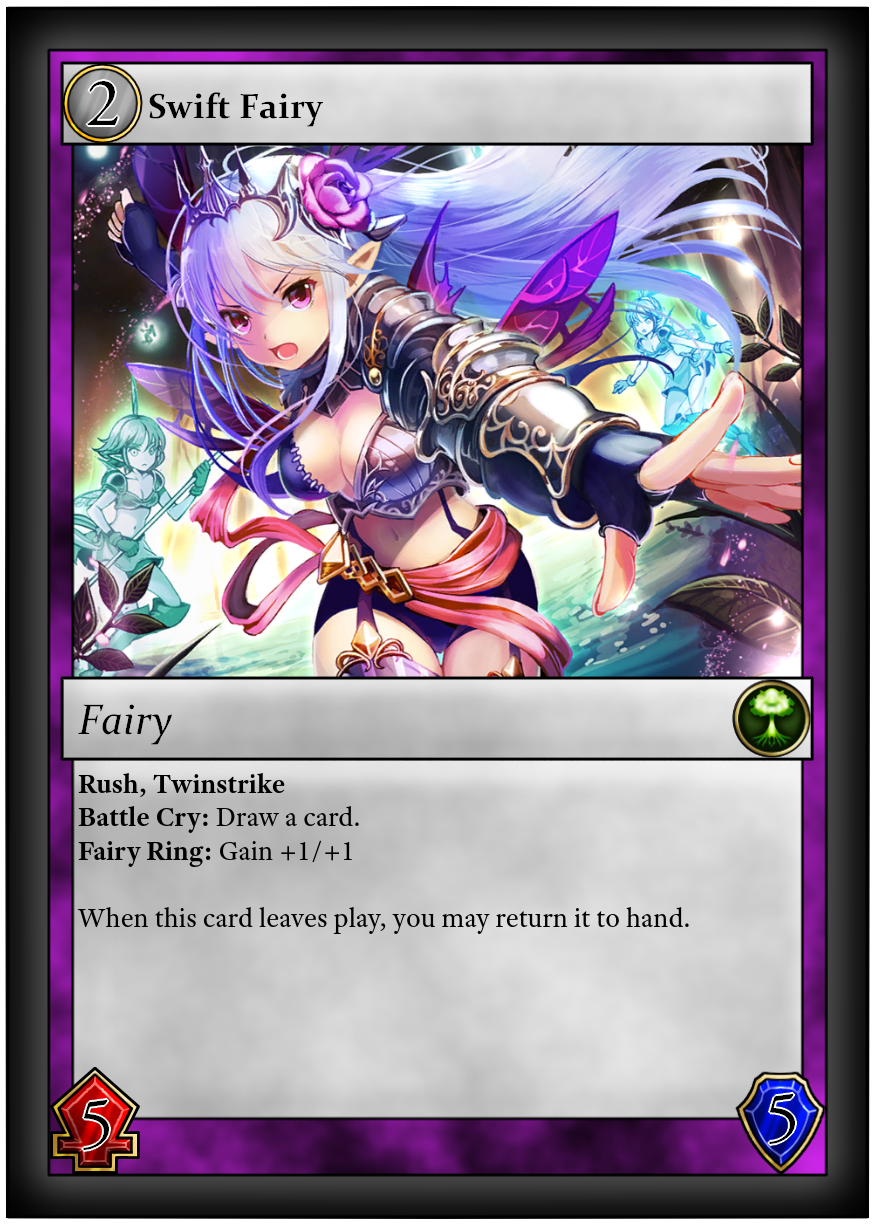 2 Swift Fairy
Fairy
Rush, Twinstrike
Battle Cry: Draw a card.
Fairy Ring: Gain +1/+1
When this card leaves play, you may return it to hand.
5 5